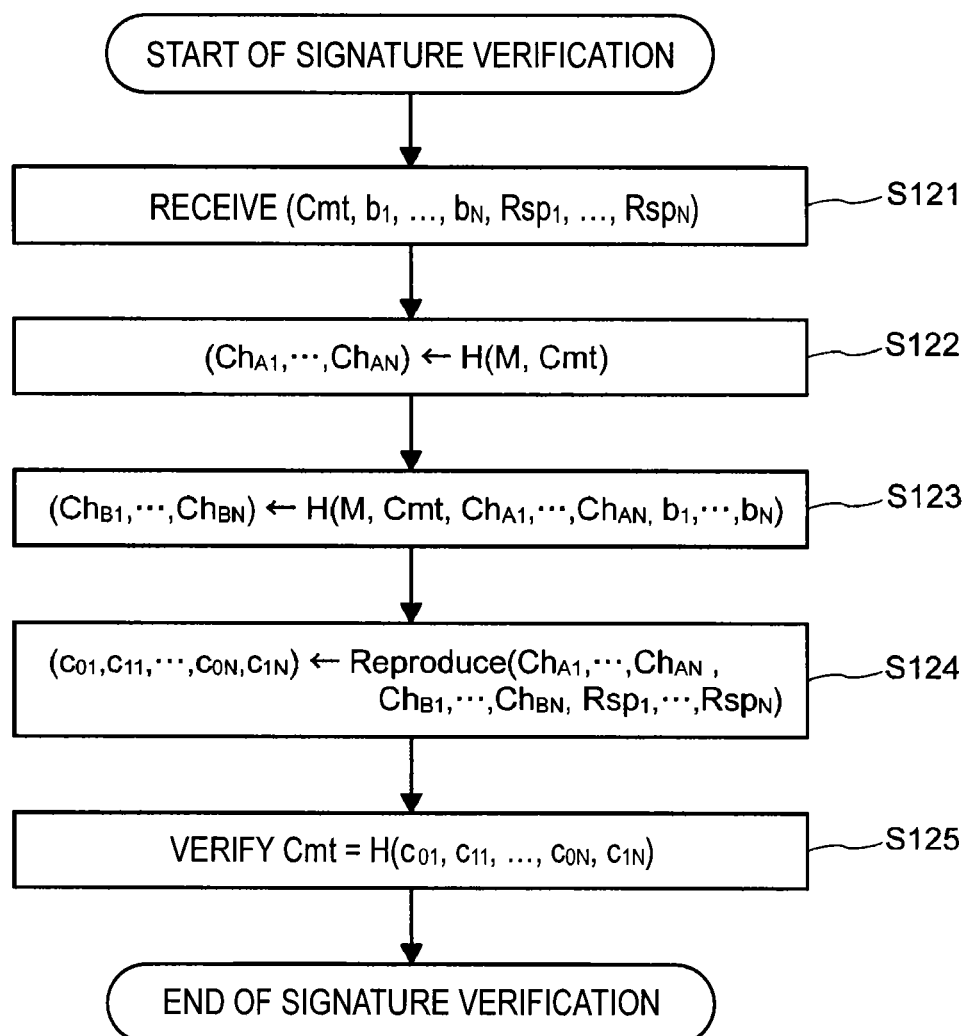 START OF SIGNATURE VERIFICATION
RECEIVE (Cmt, b₁, ..., bN, Rsp₁, ..., RspN)
S121
(ChA1,···,ChAN) ← H(M, Cmt)
S122
(ChB1,···,ChBN) ← H(M, Cmt, ChA1,···,ChAN, b₁,···,bN)
S123
(c01,c11,···,c0N,c1N) ← Reproduce(ChA1,···,ChAN ,
ChB1,···,ChBN, Rsp₁,···,RspN)
S124
VERIFY Cmt = H(c01, c11, ..., c0N, c1N)
S125
END OF SIGNATURE VERIFICATION